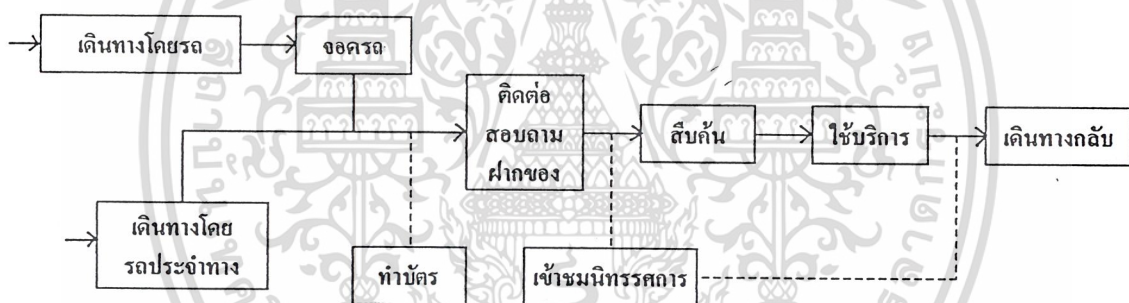 เดินทางโดยรถ
จอดรถ
ติดต่อ
สอบถาม
ฝากของ
สืบค้น
ใช้บริการ
เดินทางกลับ
เดินทางโดย
รถประจำทาง
ทำบัตร
เข้าชมนิทรรศการ